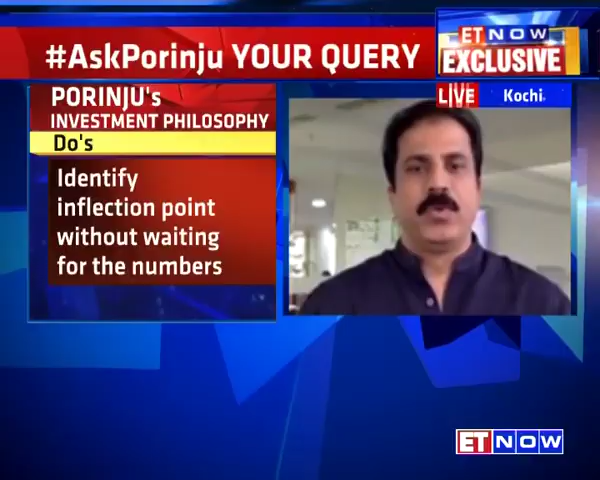 #AskPorinju YOUR QUERY
ET NOW
EXCLUSIVE
LIVE Kochi
PORINJU's
INVESTMENT PHILOSOPHY
Do's
Identify
inflection point
without waiting
for the numbers
ET NOW